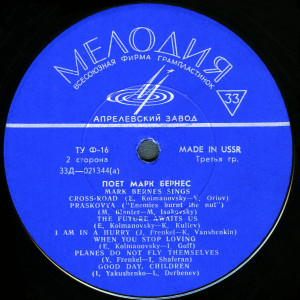 МЕЛОДИЯ
ВСЕСОЮЗНАЯ ФИРМА ГРАМПЛАСТИНОК
33
АПРЕЛЕВСКИЙ ЗАВОД
ТУ Ф-16
MADE IN USSR
2 сторона
Третья гр.
33Д—021344(а)
ПОЕТ МАРК БЕРНЕС
MARK BERNES SINGS
CROSS-ROAD (E. Kolmanovsky—Y. Orlov)
PRASKOVYA ("Enemies burnt the hut")
(M. Blanter—M. Isakovsky)
THE FUTURE AWAITS US
(E. Kolmanovsky—K. Kuliev)
I AM IN A HURRY (J. Frenkel—K. Vanshenkin)
WHEN YOU STOP LOVING
(E. Kolmanovsky—I. Goff)
PLANES DO NOT FLY THEMSELVES
(Y. Frenkel—I. Shaferan)
GOOD DAY, CHILDREN
(I. Yakushenko—L. Derbenev)